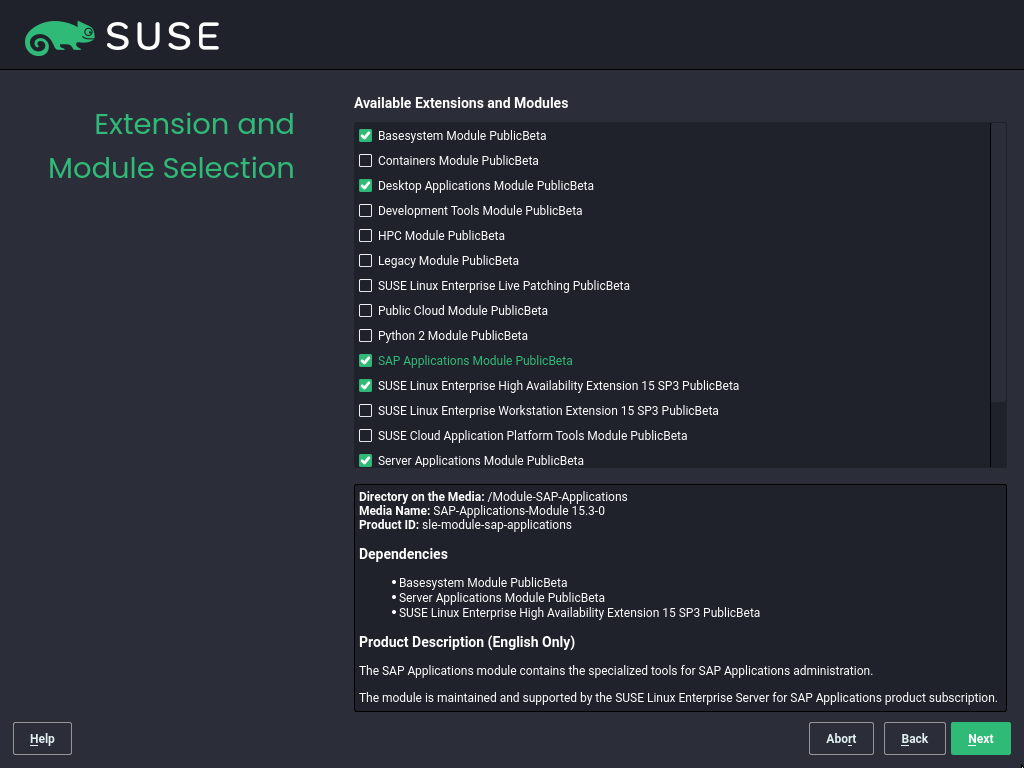 SUSE
Extension and
Module Selection
Available Extensions and Modules
Basesystem Module PublicBeta
Containers Module PublicBeta
Desktop Applications Module PublicBeta
Development Tools Module PublicBeta
HPC Module PublicBeta
Legacy Module PublicBeta
SUSE Linux Enterprise Live Patching PublicBeta
Public Cloud Module PublicBeta
Python 2 Module PublicBeta
SAP Applications Module PublicBeta
SUSE Linux Enterprise High Availability Extension 15 SP3 PublicBeta
SUSE Linux Enterprise Workstation Extension 15 SP3 PublicBeta
SUSE Cloud Application Platform Tools Module PublicBeta
Server Applications Module PublicBeta
Directory on the Media: /Module-SAP-Applications
Media Name: SAP-Applications-Module 15.3-0
Product ID: sle-module-sap-applications
Dependencies
• Basesystem Module PublicBeta
• Server Applications Module PublicBeta
• SUSE Linux Enterprise High Availability Extension 15 SP3 PublicBeta
Product Description (English Only)
The SAP Applications module contains the specialized tools for SAP Applications administration.
The module is maintained and supported by the SUSE Linux Enterprise Server for SAP Applications product subscription.
Help
Abort
Back
Next